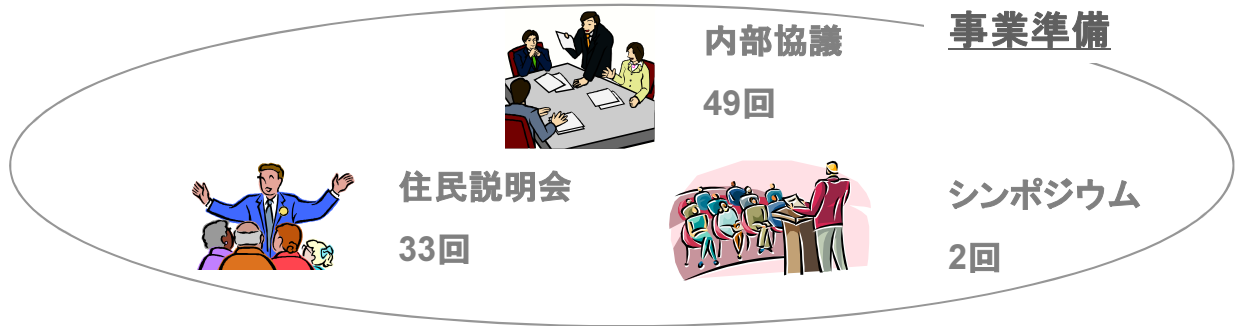 事業準備
内部協議
49回
住民説明会
33回
シンポジウム
2回